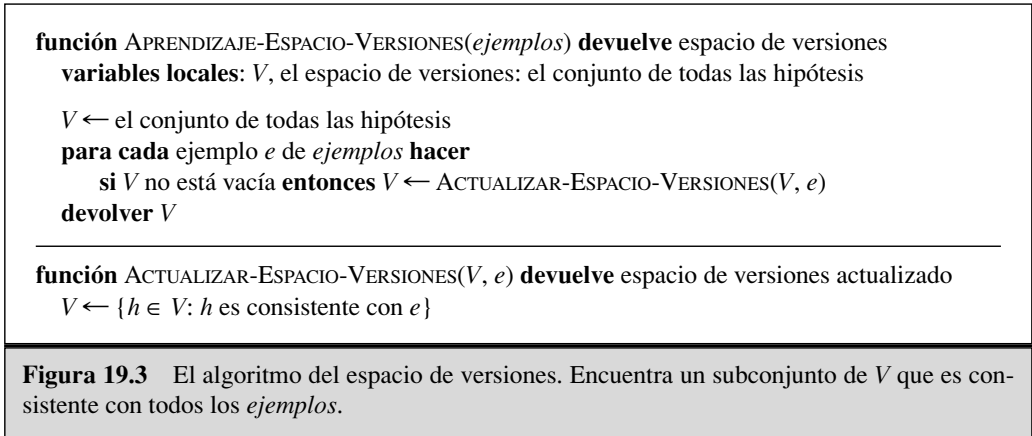 función APRENDIZAJE-ESPACIO-VERSIONES(ejemplos) devuelve espacio de versiones
variables locales: V, el espacio de versiones: el conjunto de todas las hipótesis
V ← el conjunto de todas las hipótesis
para cada ejemplo e de ejemplos hacer
si V no está vacía entonces V ← ACTUALIZAR-ESPACIO-VERSIONES(V, e)
devolver V
función ACTUALIZAR-ESPACIO-VERSIONES(V, e) devuelve espacio de versiones actualizado
V ← {h ∈ V: h es consistente con e}
Figura 19.3 El algoritmo del espacio de versiones. Encuentra un subconjunto de V que es con-
sistente con todos los ejemplos.